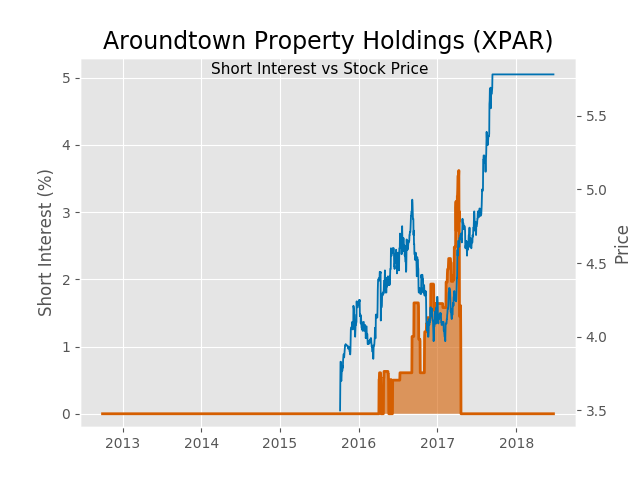 Aroundtown Property Holdings (XPAR)
Short Interest vs Stock Price
5
4
3
2
1
0
Short Interest (%)
5.5
5.0
4.5
4.0
3.5
Price
2013 2014 2015 2016 2017 2018